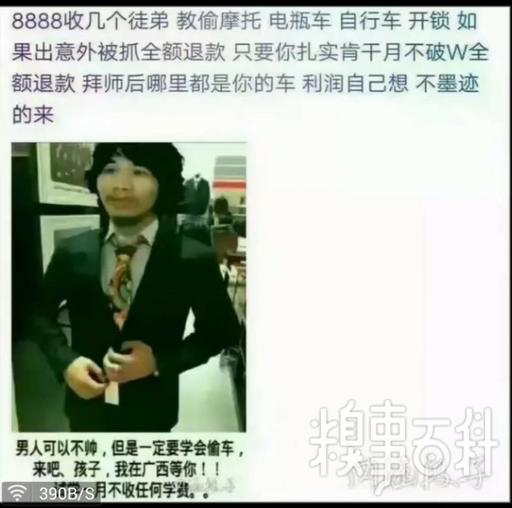 8888收几个徒弟 教偷摩托 电瓶车 自行车 开锁 如
果出意外被抓全额退款 只要你扎实肯干月不破W全
额退款 拜师后哪里都是你的车 利润自己想 不墨迹
的来
男人可以不帅，但是一定要学会偷车，
来吧、孩子，我在广西等你！！
月不收任何学费。。
糗事百科
390B/S